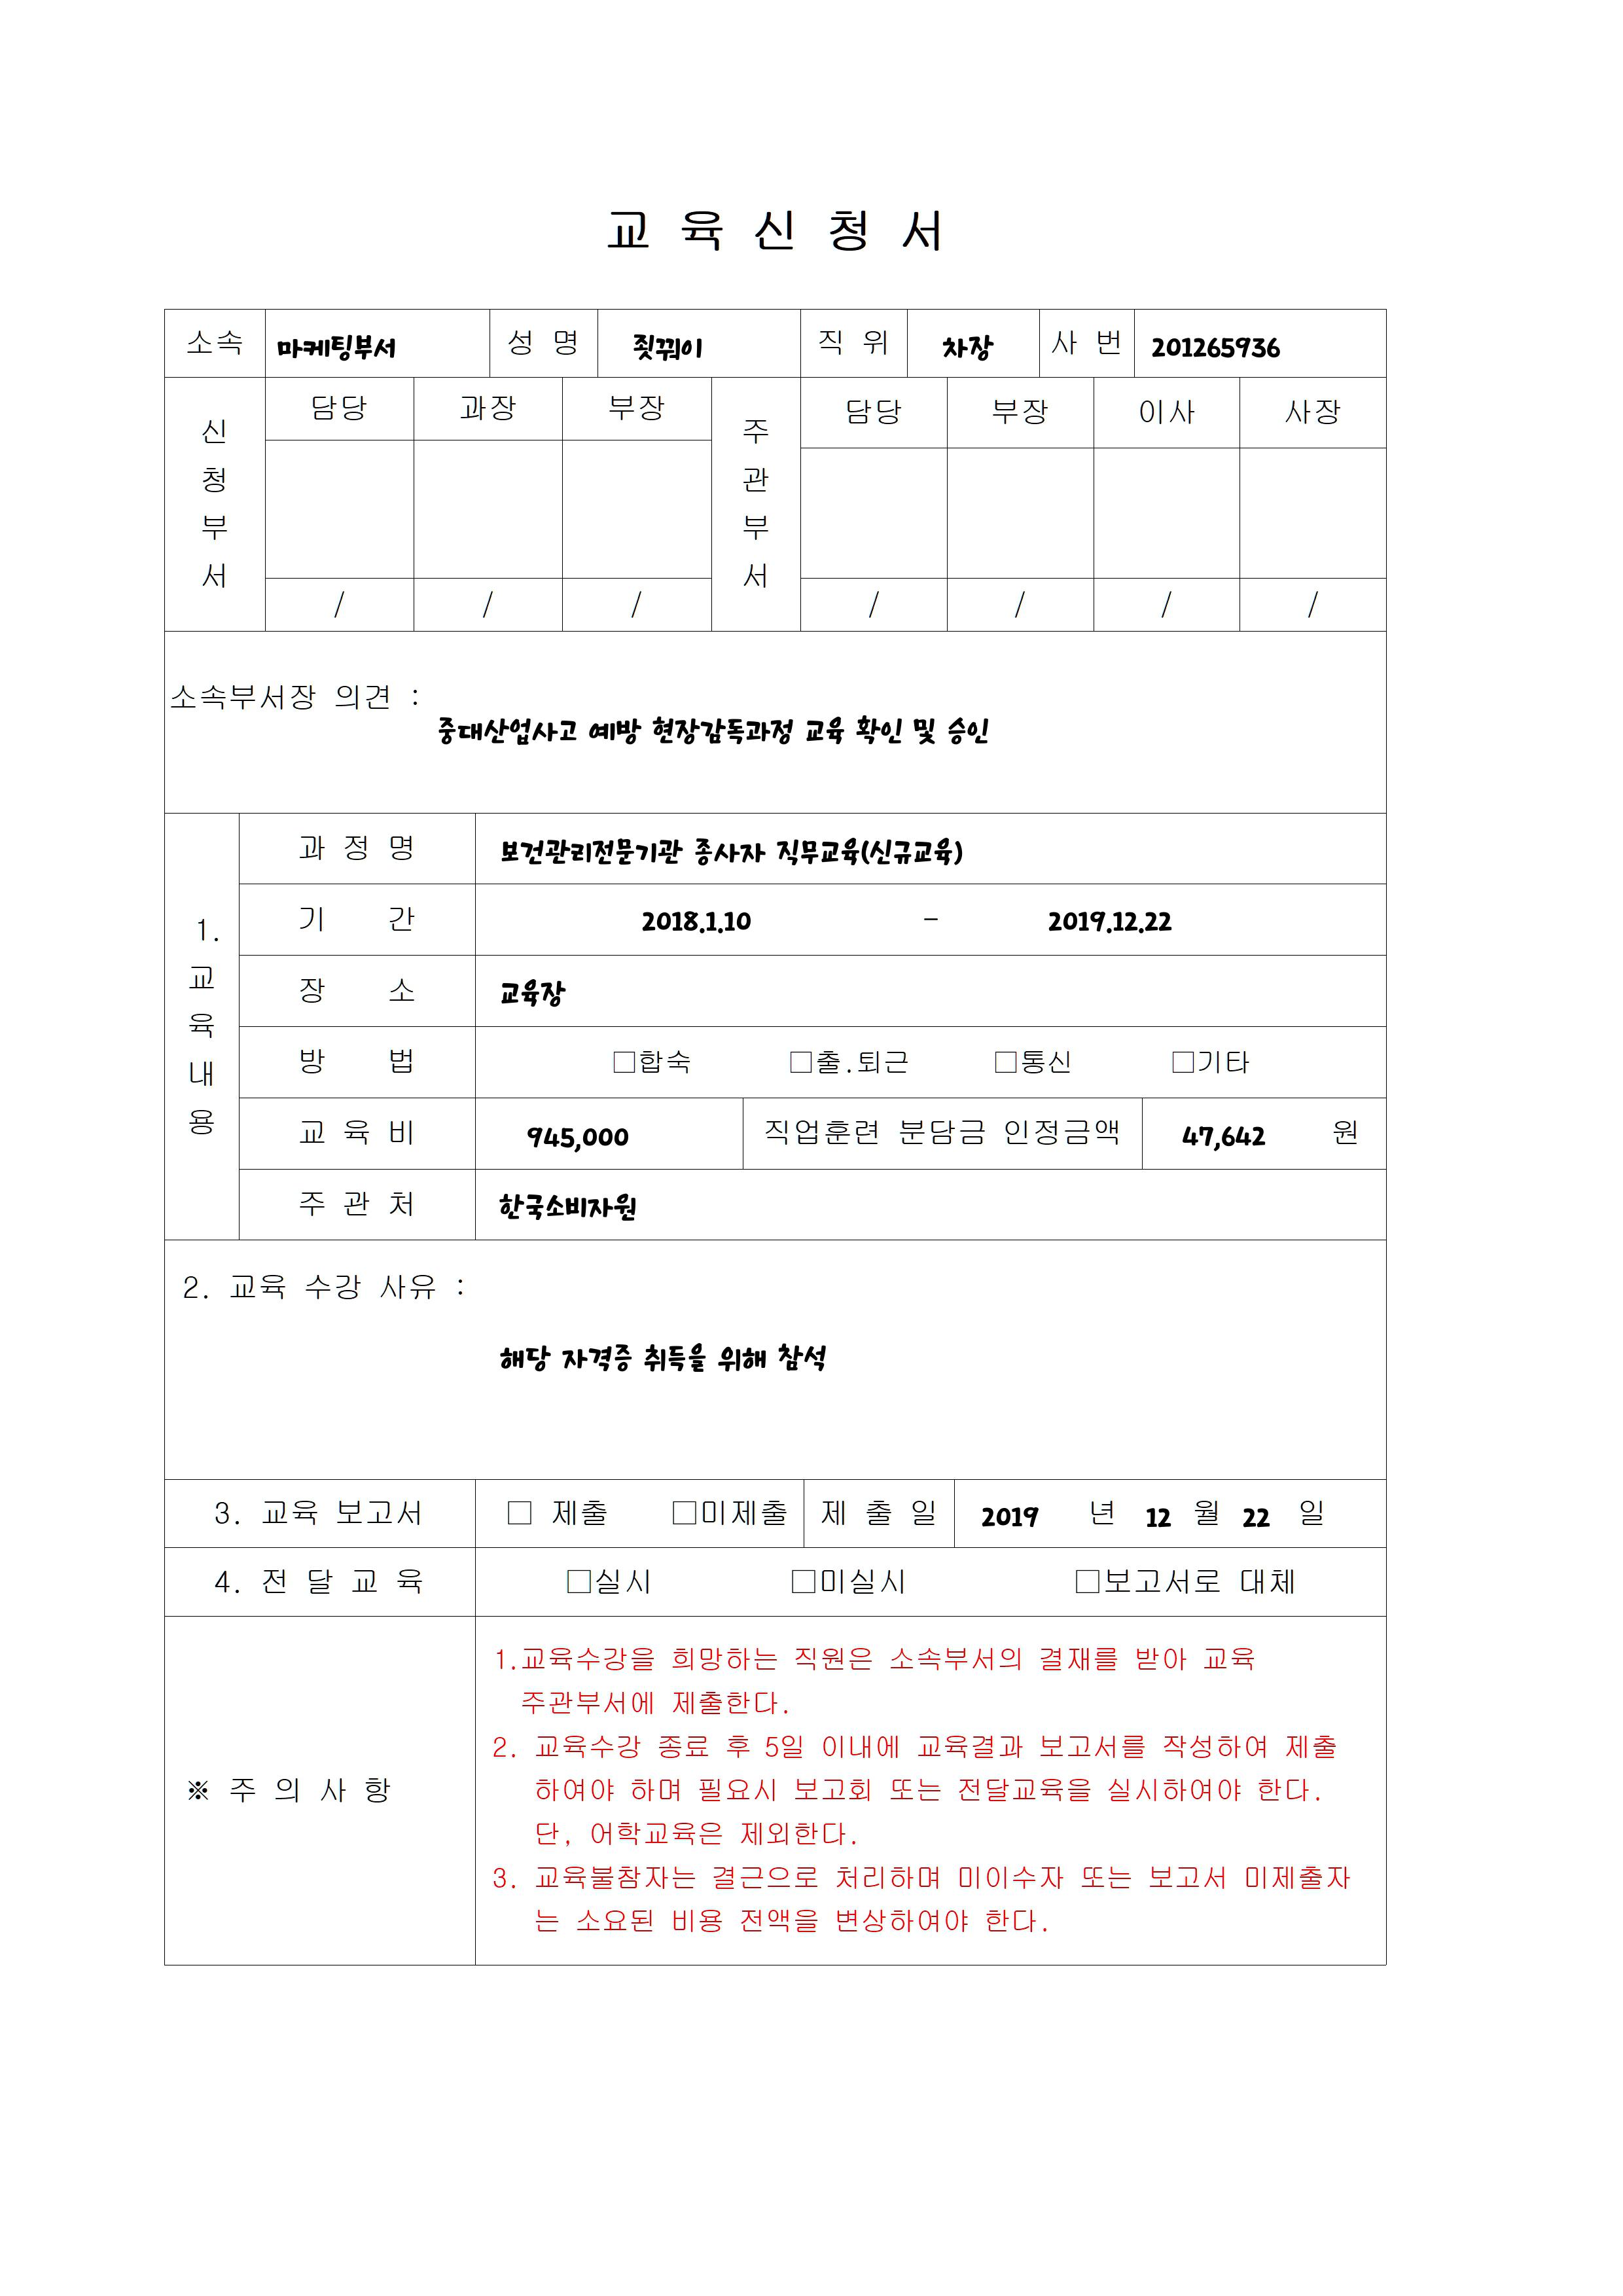 교 육 신 청 서
소속 마케팅부서 성 명 직 위 차장 사 번 201265936
신청부서 담당 과장 부장 주관부서 담당 부장 이사 사장
/ / / / / / /
소속부서장 의견 :
중대산업사고 예방 현장감독과정 교육 확인 및 승인
1. 교육내용
과 정 명 보건관리전문기관 종사자 직무교육(신규교육)
기 간 2018.1.10 - 2019.12.22
장 소 교육장
방 법 □합숙 □출.퇴근 □통신 □기타
교 육 비 945,000 직업훈련 분담금 인정금액 47,642 원
주 관 처 한국소비자원
2. 교육 수강 사유 :
해당 자격증 취득을 위해 참석
3. 교육 보고서 □ 제출 □미제출 제 출 일 2019 년 12 월 22 일
4. 전 달 교 육 □실시 □미실시 □보고서로 대체
※ 주 의 사 항
1.교육수강을 희망하는 직원은 소속부서의 결재를 받아 교육
주관부서에 제출한다.
2. 교육수강 종료 후 5일 이내에 교육결과 보고서를 작성하여 제출
하여야 하며 필요시 보고회 또는 전달교육을 실시하여야 한다.
단, 어학교육은 제외한다.
3. 교육불참자는 결근으로 처리하며 미이수자 또는 보고서 미제출자
는 소요된 비용 전액을 변상하여야 한다.